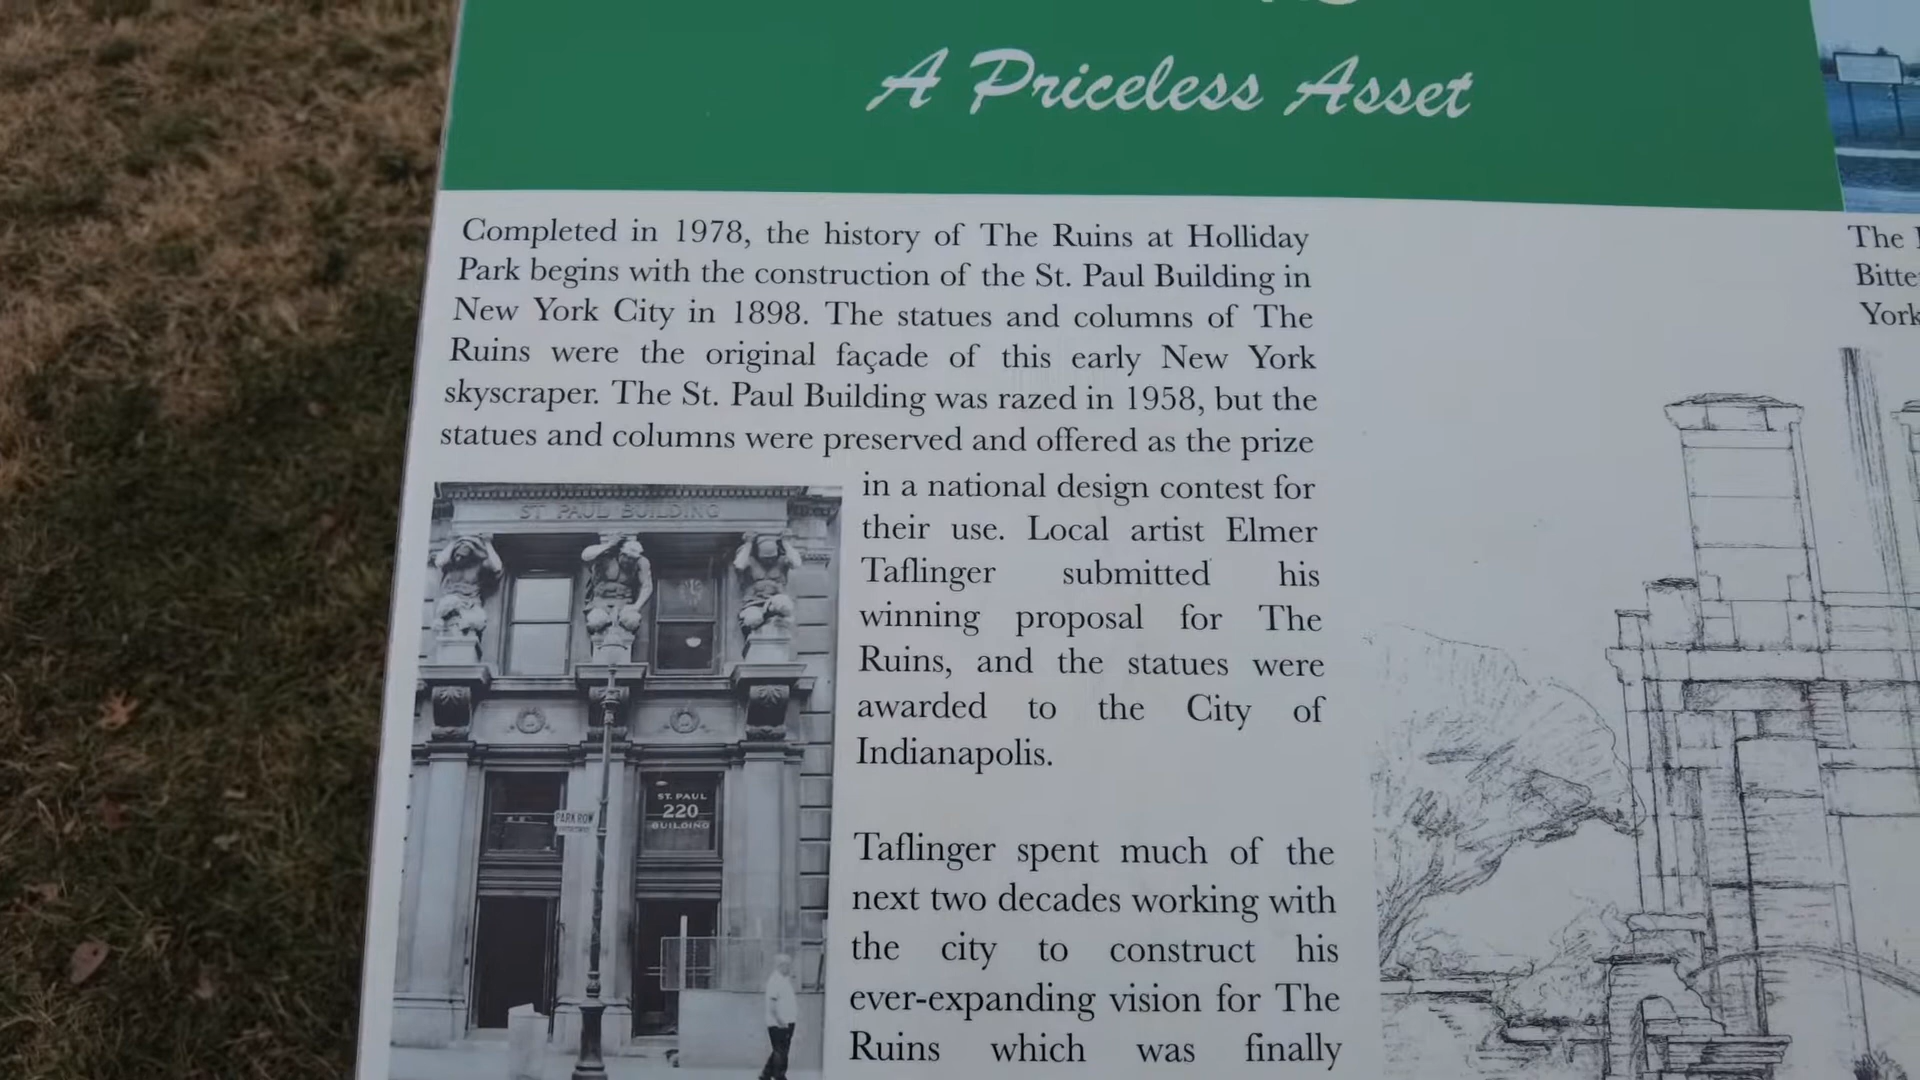 A Priceless Asset
Completed in 1978, the history of The Ruins at Holliday
Park begins with the construction of the St. Paul Building in
New York City in 1898. The statues and columns of The
Ruins were the original façade of this early New York
skyscraper. The St. Paul Building was razed in 1958, but the
statues and columns were preserved and offered as the prize
in a national design contest for
their use. Local artist Elmer
Taflinger submitted his
winning proposal for The
Ruins, and the statues were
awarded to the City of
Indianapolis.
Taflinger spent much of the
next two decades working with
the city to construct his
ever-expanding vision for The
Ruins which was finally
ST PAUL BUILDING
ST. PAUL
220
BUILDING
PARK ROW
The
Bitte
York